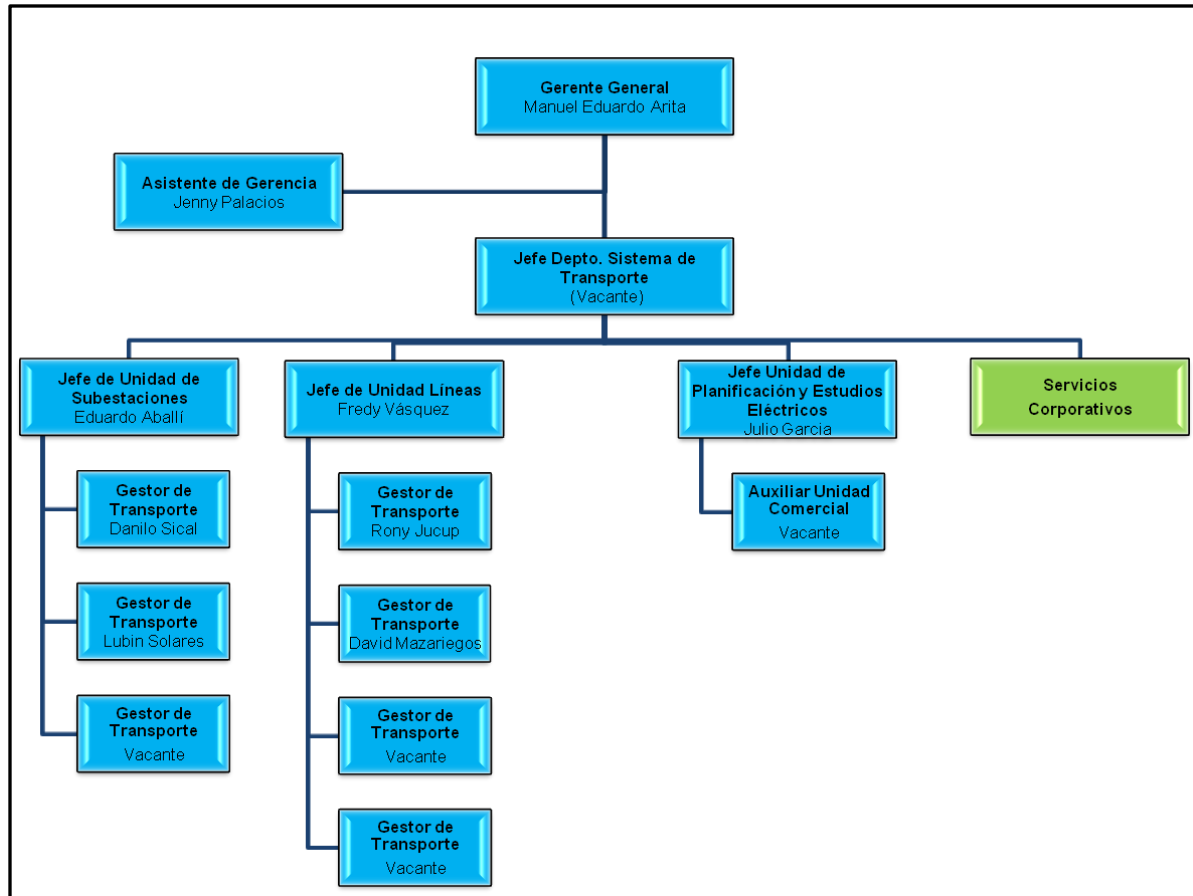 Gerente General
Manuel Eduardo Arita
Asistente de Gerencia
Jenny Palacios
Jefe Depto. Sistema de
Transporte
(Vacante)
Jefe de Unidad de
Subestaciones
Eduardo Aballí
Jefe de Unidad Líneas
Fredy Vásquez
Jefe Unidad de
Planificación y Estudios
Eléctricos
Julio Garcia
Servicios
Corporativos
Gestor de
Transporte
Danilo Sical
Gestor de
Transporte
Lubin Solares
Gestor de
Transporte
Vacante
Gestor de
Transporte
Rony Jucup
Gestor de
Transporte
David Mazariegos
Gestor de
Transporte
Vacante
Gestor de
Transporte
Vacante
Auxiliar Unidad
Comercial
Vacante